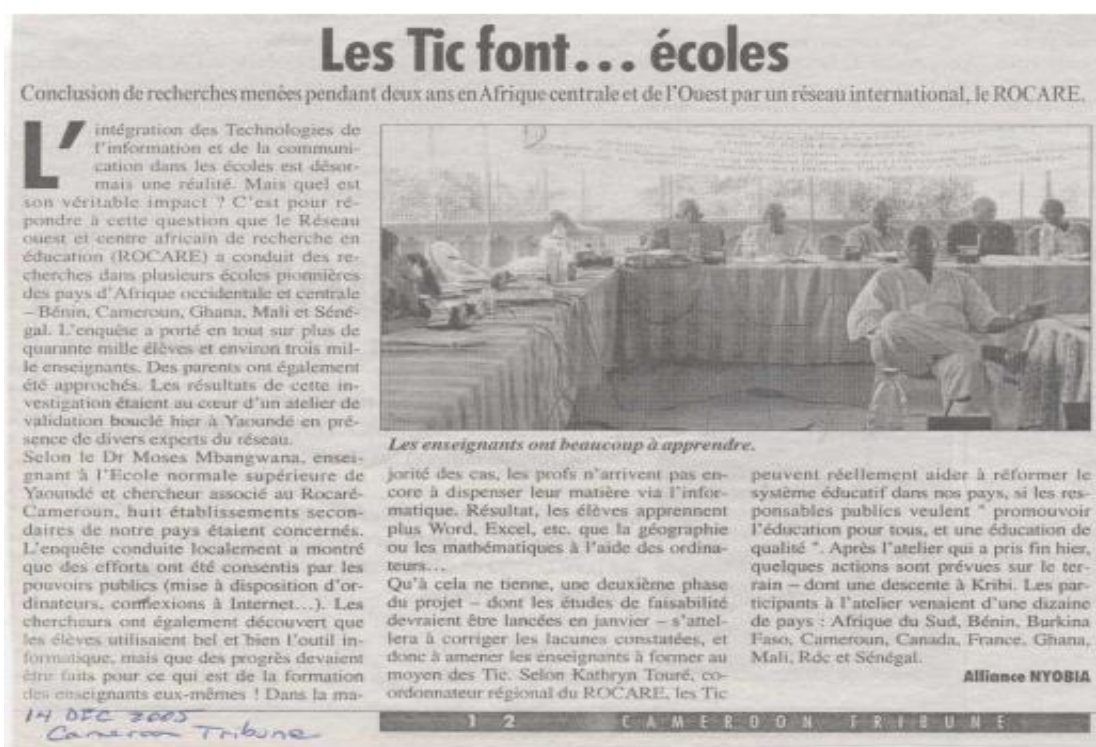 Les Tic font... écoles
Conclusion de recherches menées pendant deux ans en Afrique centrale et de l'Ouest par un réseau international, le ROCARE.
L'intégration des Technologies de
l'information et de la communi-
cation dans les écoles est désor-
mais une réalité. Mais quel est
son véritable impact ? C'est pour ré-
pondre à cette question que le Réseau
ouest et centre africain de recherche en
éducation (ROCARE) a conduit des re-
cherches dans plusieurs écoles pionnières
des pays d'Afrique occidentale et centrale
– Bénin, Cameroun, Ghana, Mali et Séné-
gal. L'enquête a porté en tout sur plus de
quarante mille élèves et environ trois mil-
le enseignants. Des parents ont également
été approchés. Les résultats de cette in-
vestigation étaient au cœur d'un atelier de
validation bouclé hier à Yaoundé en pré-
sence de divers experts du réseau.
Selon le Dr Moses Mbangwana, ensei-
gnant à l'Ecole normale supérieure de
Yaoundé et chercheur associé au Rocaré-
Cameroun, huit établissements secon-
daires de notre pays étaient concernés.
L'enquête conduite localement a montré
que des efforts ont été consentis par les
pouvoirs publics (mise à disposition d'or-
dinateurs, connexions à Internet...). Les
chercheurs ont également découvert que
les élèves utilisaient bel et bien l'outil in-
formatique, mais que des progrès devaient
être faits pour ce qui est de la formation
des enseignants eux-mêmes ! Dans la ma-
Les enseignants ont beaucoup à apprendre.
jorité des cas, les profs n'arrivent pas en-
core à dispenser leur matière via l'infor-
matique. Résultat, les élèves apprennent
plus Word, Excel, etc. que la géographie
ou les mathématiques à l'aide des ordina-
teurs...
Qu'à cela ne tienne, une deuxième phase
du projet – dont les études de faisabilité
devraient être lancées en janvier – s'attel-
lera à corriger les lacunes constatées, et
donc à amener les enseignants à former au
moyen des Tic. Selon Kathryn Touré, co-
ordonnateur régional du ROCARE, les Tic
peuvent réellement aider à réformer le
système éducatif dans nos pays, si les res-
ponsables publics veulent " promouvoir
l'éducation pour tous, et une éducation de
qualité ". Après l'atelier qui a pris fin hier,
quelques actions sont prévues sur le ter-
rain – dont une descente à Kribi. Les par-
ticipants à l'atelier venaient d'une dizaine
de pays : Afrique du Sud, Bénin, Burkina
Faso, Cameroun, Canada, France, Ghana,
Mali, Rdc et Sénégal.
Alliance NYOBIA
14 DEC 2005
Cameroon Tribune
12 CAMEROON TRIBUNE